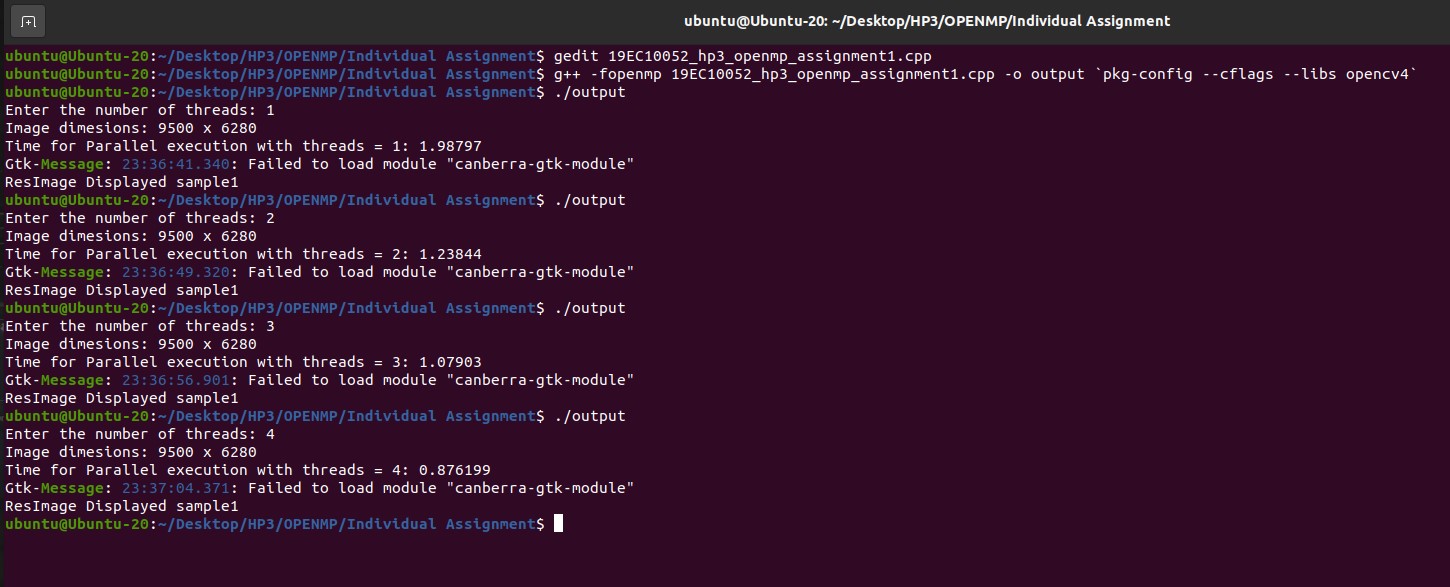 ubuntu@Ubuntu-20: ~/Desktop/HP3/OPENMP/Individual Assignment
ubuntu@Ubuntu-20:~/Desktop/HP3/OPENMP/Individual Assignment$ gedit 19EC10052_hp3_openmp_assignment1.cpp
ubuntu@Ubuntu-20:~/Desktop/HP3/OPENMP/Individual Assignment$ g++ -fopenmp 19EC10052_hp3_openmp_assignment1.cpp -o output `pkg-config --cflags --libs opencv4`
ubuntu@Ubuntu-20:~/Desktop/HP3/OPENMP/Individual Assignment$ ./output
Enter the number of threads: 1
Image dimesions: 9500 x 6280
Time for Parallel execution with threads = 1: 1.98797
Gtk-Message: 23:36:41.340: Failed to load module "canberra-gtk-module"
ResImage Displayed sample1
ubuntu@Ubuntu-20:~/Desktop/HP3/OPENMP/Individual Assignment$ ./output
Enter the number of threads: 2
Image dimesions: 9500 x 6280
Time for Parallel execution with threads = 2: 1.23844
Gtk-Message: 23:36:49.320: Failed to load module "canberra-gtk-module"
ResImage Displayed sample1
ubuntu@Ubuntu-20:~/Desktop/HP3/OPENMP/Individual Assignment$ ./output
Enter the number of threads: 3
Image dimesions: 9500 x 6280
Time for Parallel execution with threads = 3: 1.07903
Gtk-Message: 23:36:56.901: Failed to load module "canberra-gtk-module"
ResImage Displayed sample1
ubuntu@Ubuntu-20:~/Desktop/HP3/OPENMP/Individual Assignment$ ./output
Enter the number of threads: 4
Image dimesions: 9500 x 6280
Time for Parallel execution with threads = 4: 0.876199
Gtk-Message: 23:37:04.371: Failed to load module "canberra-gtk-module"
ResImage Displayed sample1
ubuntu@Ubuntu-20:~/Desktop/HP3/OPENMP/Individual Assignment$